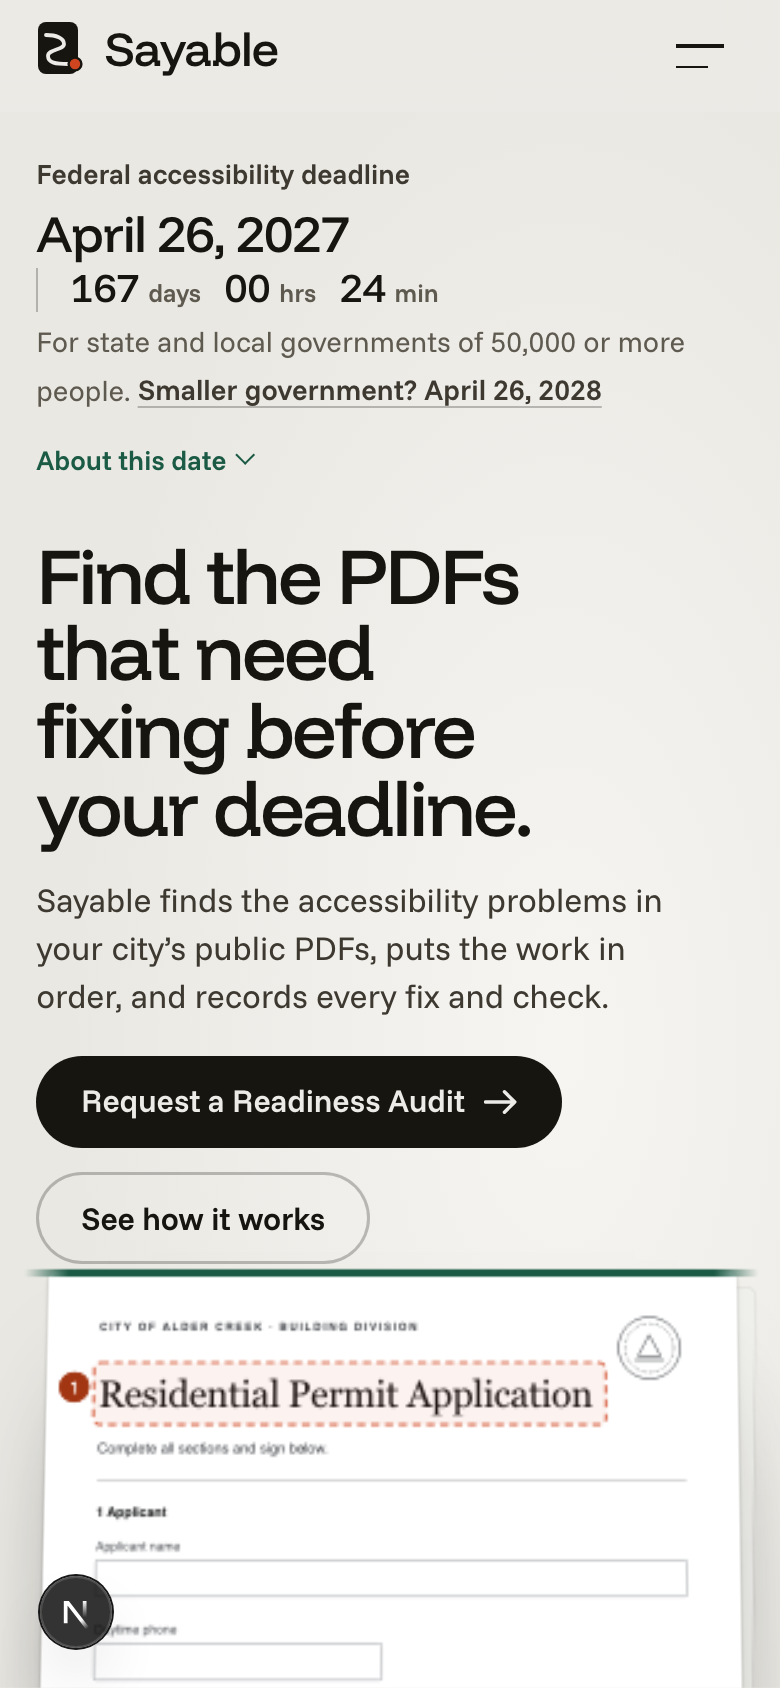 Sayable
Federal accessibility deadline
April 26, 2027
167 days 00 hrs 24 min
For state and local governments of 50,000 or more
people. Smaller government? April 26, 2028
About this date
Find the PDFs
that need
fixing before
your deadline.
Sayable finds the accessibility problems in
your city’s public PDFs, puts the work in
order, and records every fix and check.
Request a Readiness Audit
See how it works
CITY OF ALDER CREEK - BUILDING DIVISION
1 Residential Permit Application
Complete all sections and sign below.
1 Applicant
Applicant name
N
phone